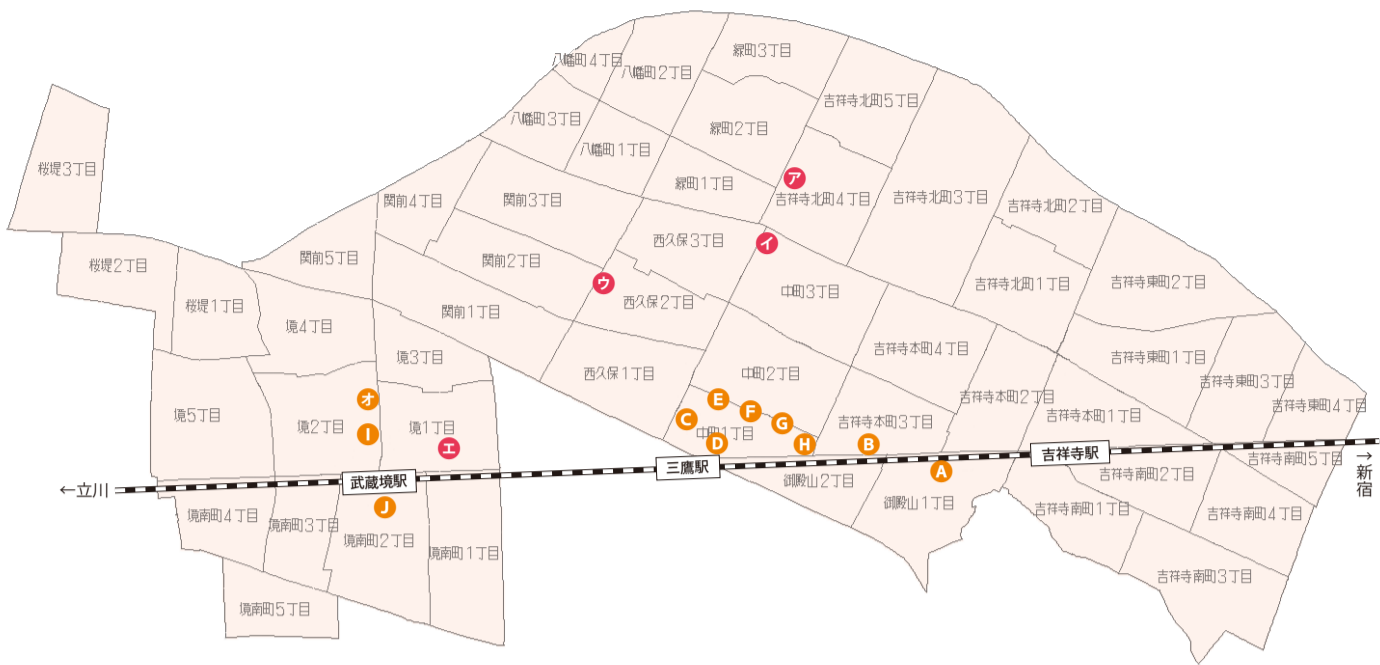 緑町3丁目
八幡町4丁目
八幡町2丁目
吉祥寺北町5丁目
八幡町3丁目
緑町2丁目
八幡町1丁目
桜堤3丁目
ア
緑町1丁目
関前4丁目
関前3丁目
吉祥寺北町4丁目
吉祥寺北町3丁目
吉祥寺北町2丁目
西久保3丁目
イ
関前5丁目
関前2丁目
桜堤2丁目
ウ
西久保2丁目
中町3丁目
吉祥寺北町1丁目
吉祥寺東町2丁目
桜堤1丁目
関前1丁目
境4丁目
吉祥寺本町4丁目
境3丁目
吉祥寺東町1丁目
西久保1丁目
中町2丁目
吉祥寺東町3丁目
吉祥寺本町2丁目
オ
E
F
吉祥寺東町4丁目
境5丁目
境2丁目
I
境1丁目
C
中町1丁目
G
吉祥寺本町3丁目
吉祥寺本町1丁目
エ
D
H
B
吉祥寺駅
吉祥寺南町5丁目
→新宿
三鷹駅
A
吉祥寺南町2丁目
←立川
武蔵境駅
御殿山2丁目
御殿山1丁目
吉祥寺南町1丁目
吉祥寺南町4丁目
J
境南町4丁目
境南町3丁目
境南町2丁目
境南町1丁目
吉祥寺南町3丁目
境南町5丁目